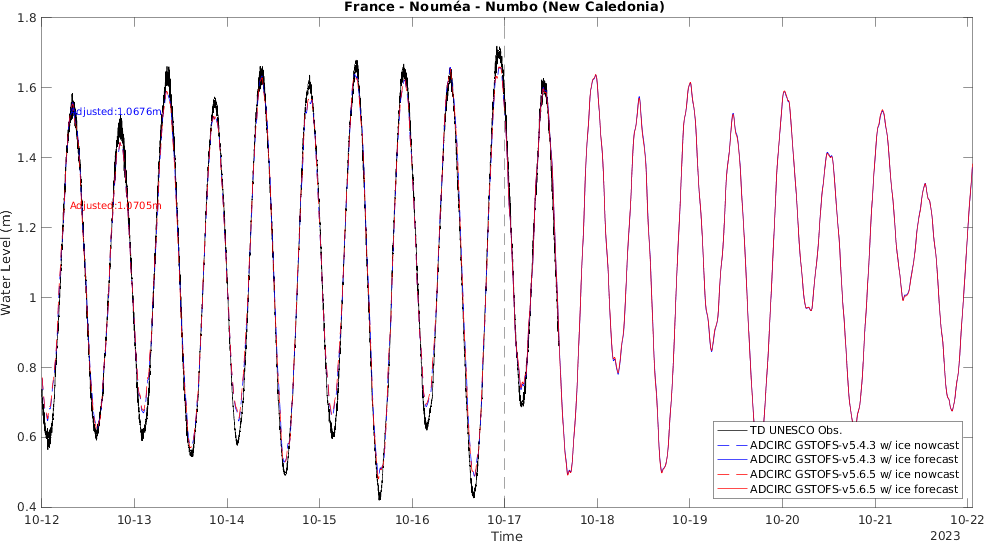 France - Nouméa - Numbo (New Caledonia)
1.8
1.6
1.4
1.2
1
0.8
0.6
0.4
Water Level (m)
Adjusted:1.0676m
Adjusted:1.0705m
TD UNESCO Obs.
ADCIRC GSTOFS-v5.4.3 w/ ice nowcast
ADCIRC GSTOFS-v5.4.3 w/ ice forecast
ADCIRC GSTOFS-v5.6.5 w/ ice nowcast
ADCIRC GSTOFS-v5.6.5 w/ ice forecast
10-12 10-13 10-14 10-15 10-16 10-17 10-18 10-19 10-20 10-21 10-22
Time
2023